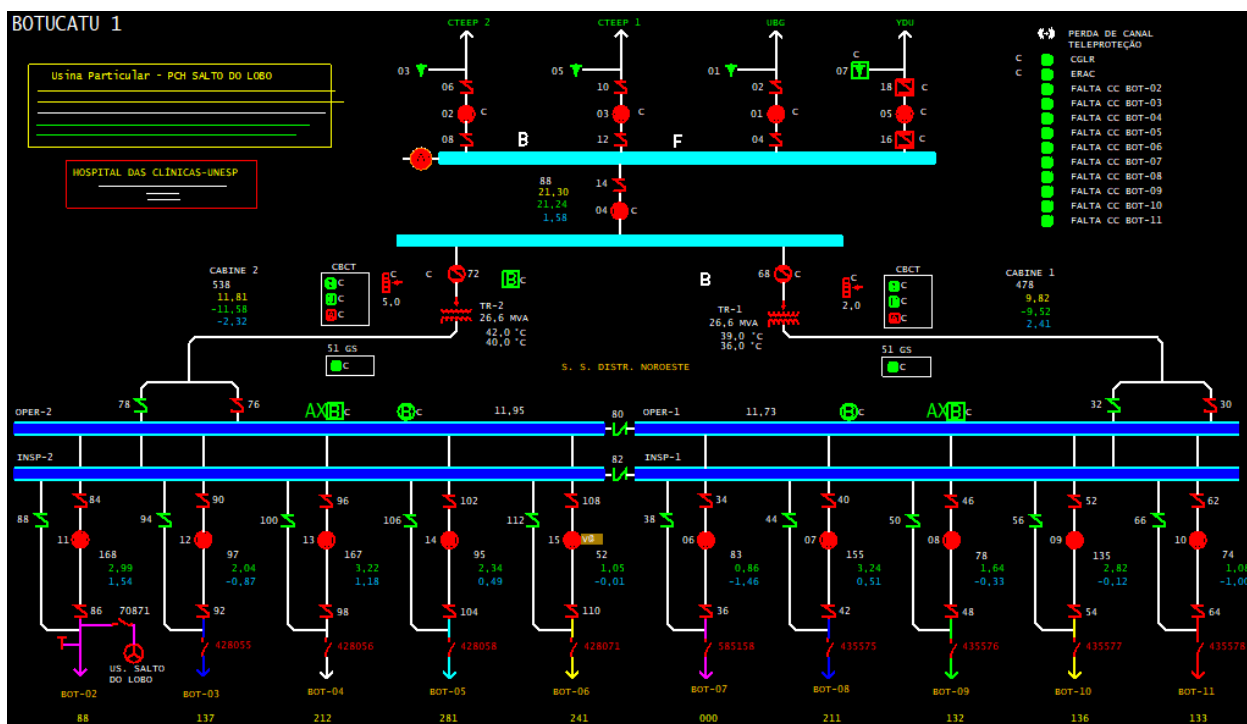 BOTUCATU 1
CTEEP 2
CTEEP 1
UBG
YDU
PERDA DE CANAL
TELEPROTEÇÃO
C CGLR
C ERAC
FALTA CC BOT-02
FALTA CC BOT-03
FALTA CC BOT-04
FALTA CC BOT-05
FALTA CC BOT-06
FALTA CC BOT-07
FALTA CC BOT-08
FALTA CC BOT-09
FALTA CC BOT-10
FALTA CC BOT-11
Usina Particular - PCH SALTO DO LOBO
HOSPITAL DAS CLÍNICAS-UNESP
03 05 01 07 C
06 10 02 18 C
02 C 03 C 01 C 05 C
08 12 04 16 C
B F
88 14
21,30
21,24 04 C
1,58
CABINE 2
538
11,81
-11,58
-2,32
CBCT
C
C
C
C
5,0
C 72 B C
TR-2
26,6 MVA
42,0 °C
40,0 °C
51 GS
C
B 68 C
TR-1
26,6 MVA
39,0 °C
36,0 °C
C
2,0
CBCT
C
C
C
51 GS
C
CABINE 1
478
9,82
-9,52
2,41
S. S. DISTR. NOROESTE
78 76 32 30
OPER-2 AX B C B C 11,95 80 OPER-1 11,73 B C AX B C
INSP-2 82 INSP-1
84 90 96 102 108 34 40 46 52 62
88 94 100 106 112 38 44 50 56 66
11 12 13 14 15 06 07 08 09 10
168 97 167 95 52 83 155 78 135 74
2,99 2,04 3,22 2,34 1,05 0,86 3,24 1,64 2,82 1,08
1,54 -0,87 1,18 0,49 -0,01 -1,46 0,51 -0,33 -0,12 -1,00
86 70871 92 98 104 110 36 42 48 54 64
428055 428056 428058 428071 585158 435575 435576 435577 435578
US. SALTO
DO LOBO
BOT-02 BOT-03 BOT-04 BOT-05 BOT-06 BOT-07 BOT-08 BOT-09 BOT-10 BOT-11
88 137 212 281 241 000 211 132 136 133